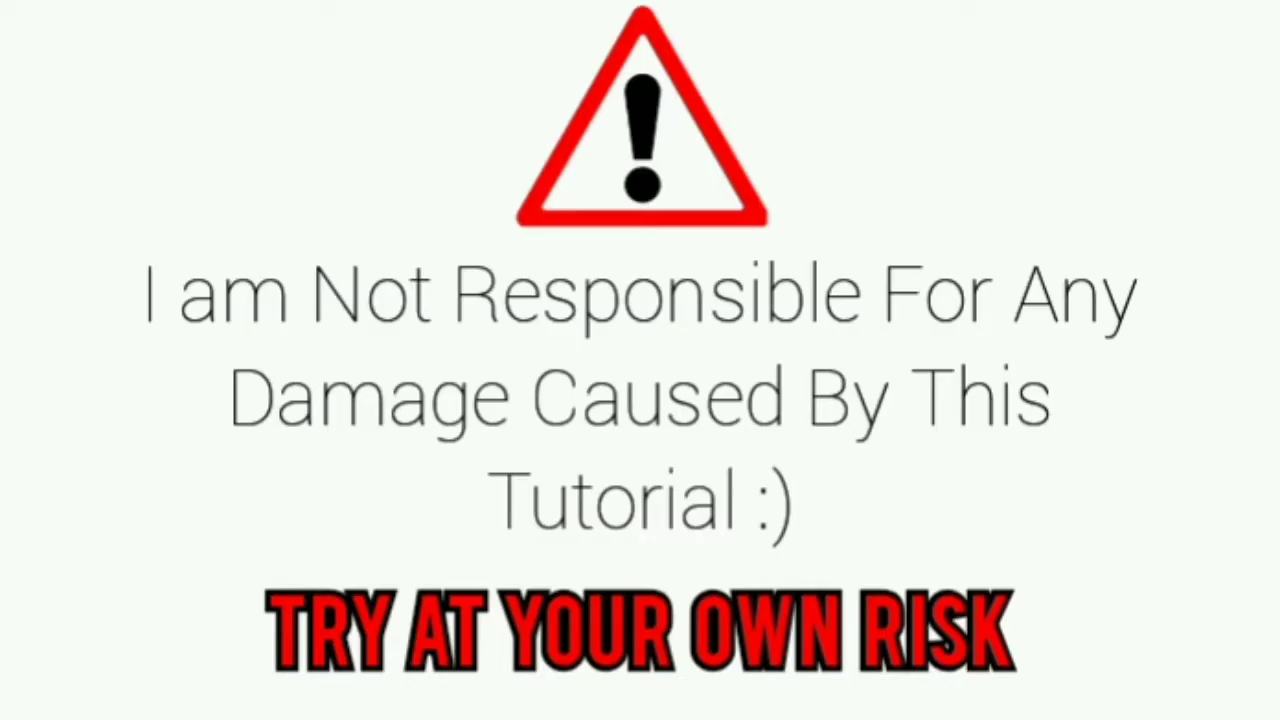 I am Not Responsible For Any
Damage Caused By This
Tutorial :)
TRY AT YOUR OWN RISK